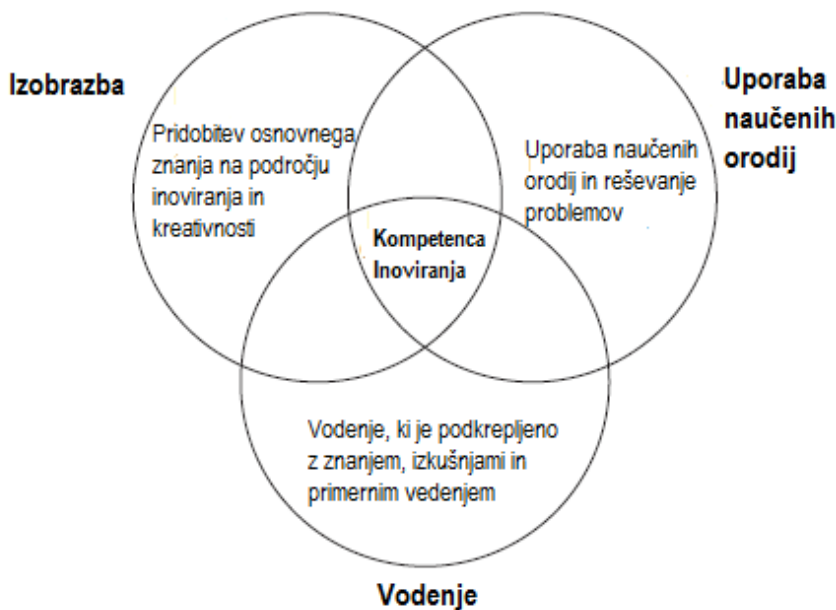 Izobrazba
Pridobitev osnovnega
znanja na področju
inoviranja in
kreativnosti
Uporaba
naučenih
orodij
Uporaba naučenih
orodij in reševanje
problemov
Kompetenca
Inoviranja
Vodenje, ki je podkrepljeno
z znanjem, izkušnjami in
primernim vedenjem
Vodenje